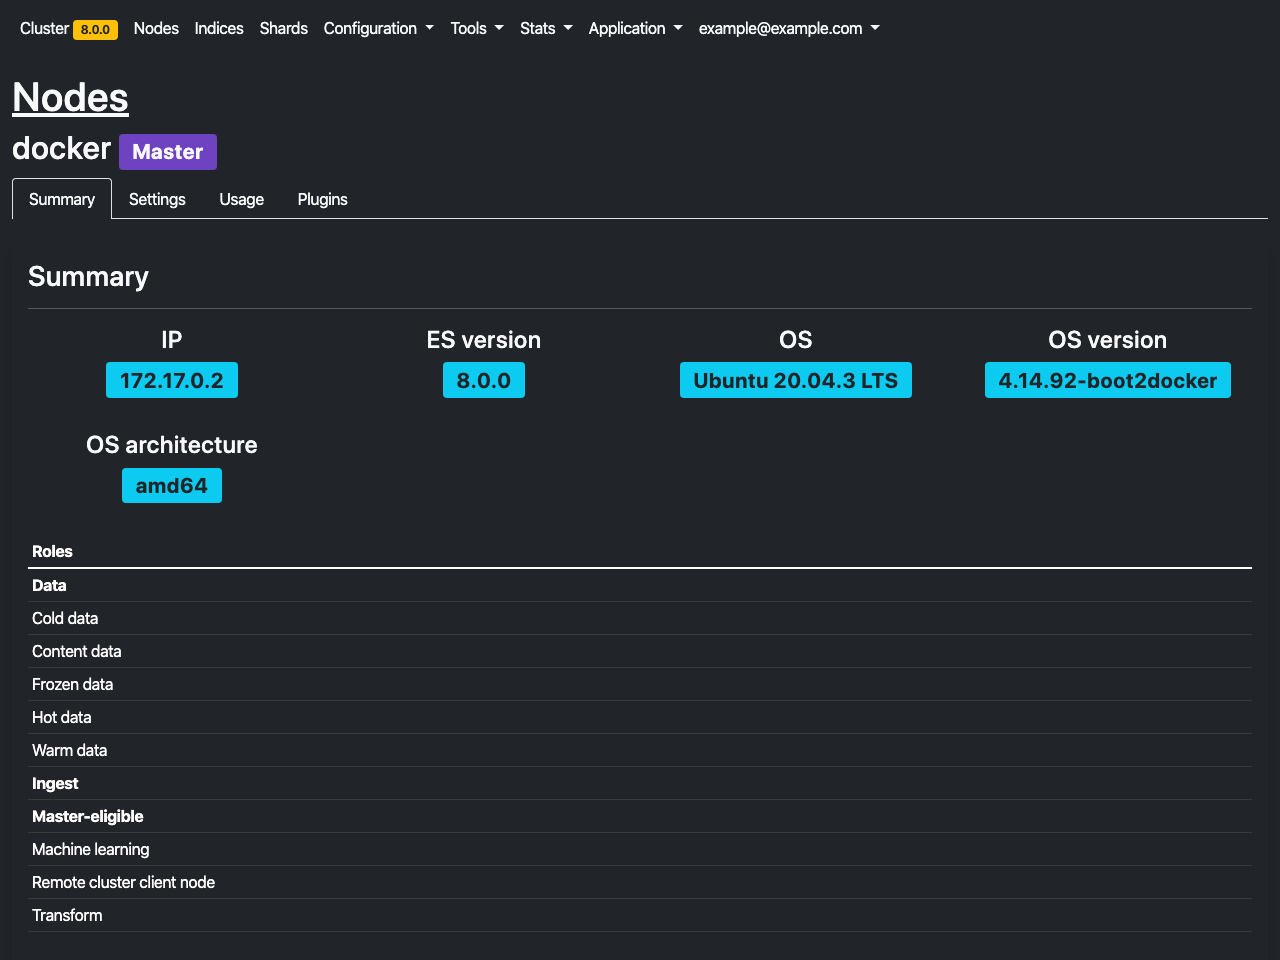 Cluster 8.0.0 Nodes Indices Shards Configuration Tools Stats Application example@example.com
Nodes
docker Master
Summary Settings Usage Plugins
Summary
IP ES version OS OS version
172.17.0.2 8.0.0 Ubuntu 20.04.3 LTS 4.14.92-boot2docker
OS architecture
amd64
Roles
Data
Cold data
Content data
Frozen data
Hot data
Warm data
Ingest
Master-eligible
Machine learning
Remote cluster client node
Transform